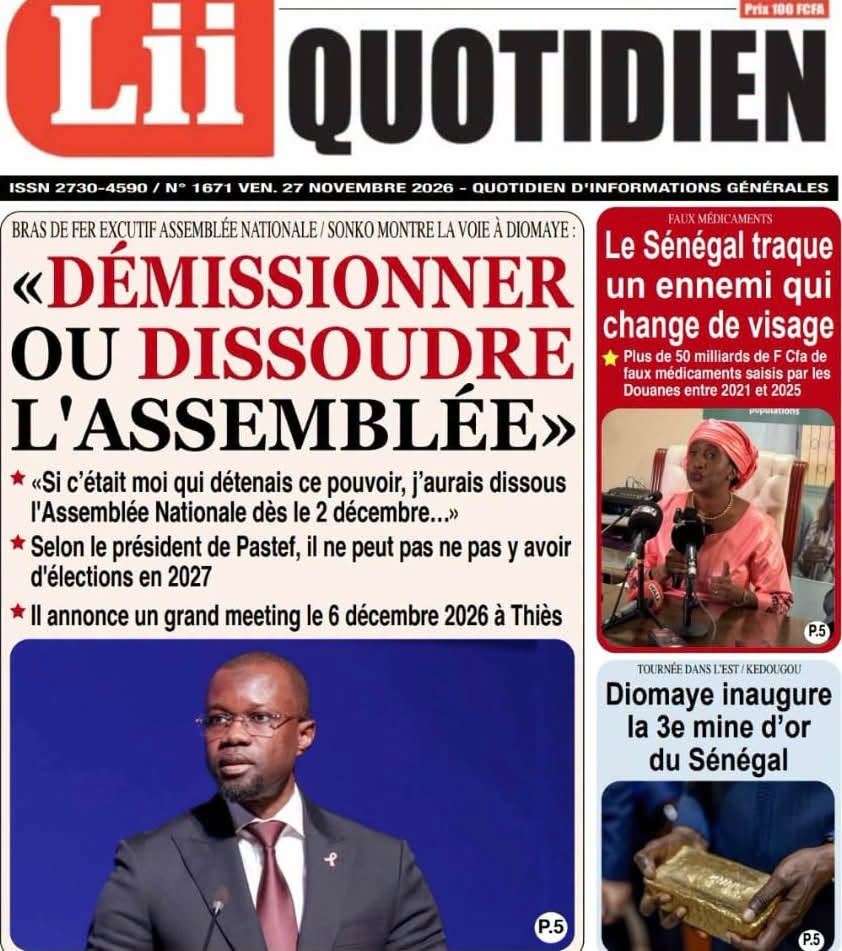 Prix 100 FCFA
Lii QUOTIDIEN
ISSN 2730-4590 / N° 1671 VEN. 27 NOVEMBRE 2026 - QUOTIDIEN D'INFORMATIONS GÉNÉRALES
BRAS DE FER EXCUTIF ASSEMBLÉE NATIONALE / SONKO MONTRE LA VOIE À DIOMAYE :
«DÉMISSIONNER
OU DISSOUDRE
L'ASSEMBLÉE»
«Si c’était moi qui détenais ce pouvoir, j’aurais dissous
l'Assemblée Nationale dès le 2 décembre...»
Selon le président de Pastef, il ne peut pas ne pas y avoir
d'élections en 2027
Il annonce un grand meeting le 6 décembre 2026 à Thiès
P.5
FAUX MÉDICAMENTS
Le Sénégal traque
un ennemi qui
change de visage
Plus de 50 milliards de F Cfa de
faux médicaments saisis par les
Douanes entre 2021 et 2025
populations
P.5
TOURNÉE DANS L'EST / KEDOUGOU
Diomaye inaugure
la 3e mine d’or
du Sénégal
P.5